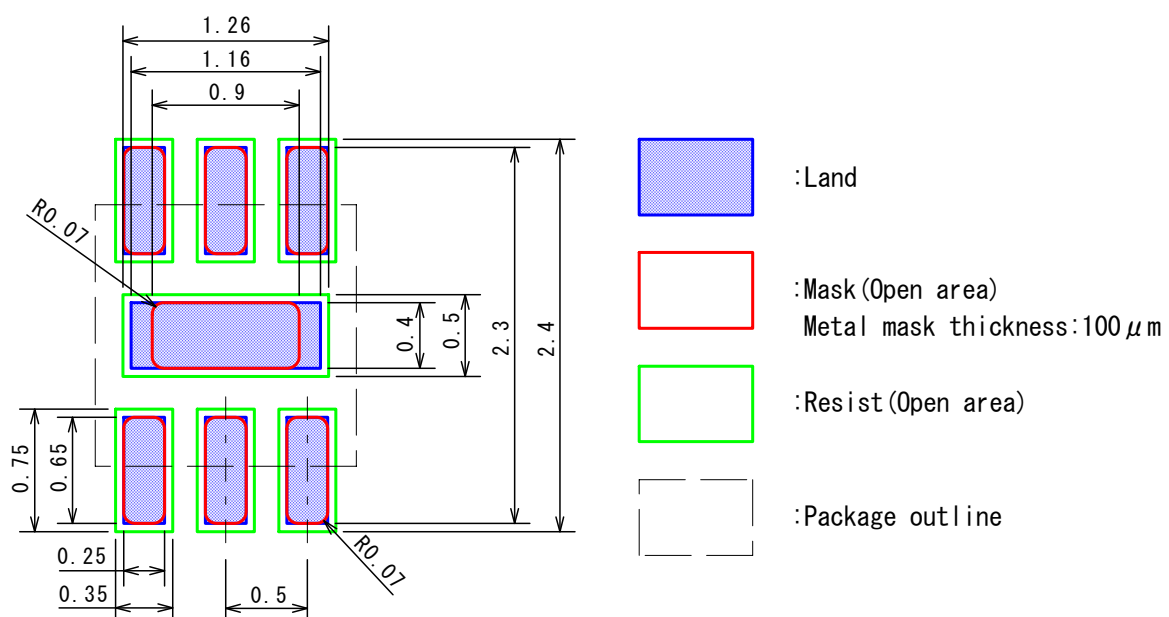 1.26
1.16
0.9
R0.07
0.4
0.5
2.3
2.4
0.75
0.65
0.25
0.35
0.5
R0.07
:Land
:Mask(Open area)
Metal mask thickness:100μm
:Resist(Open area)
:Package outline